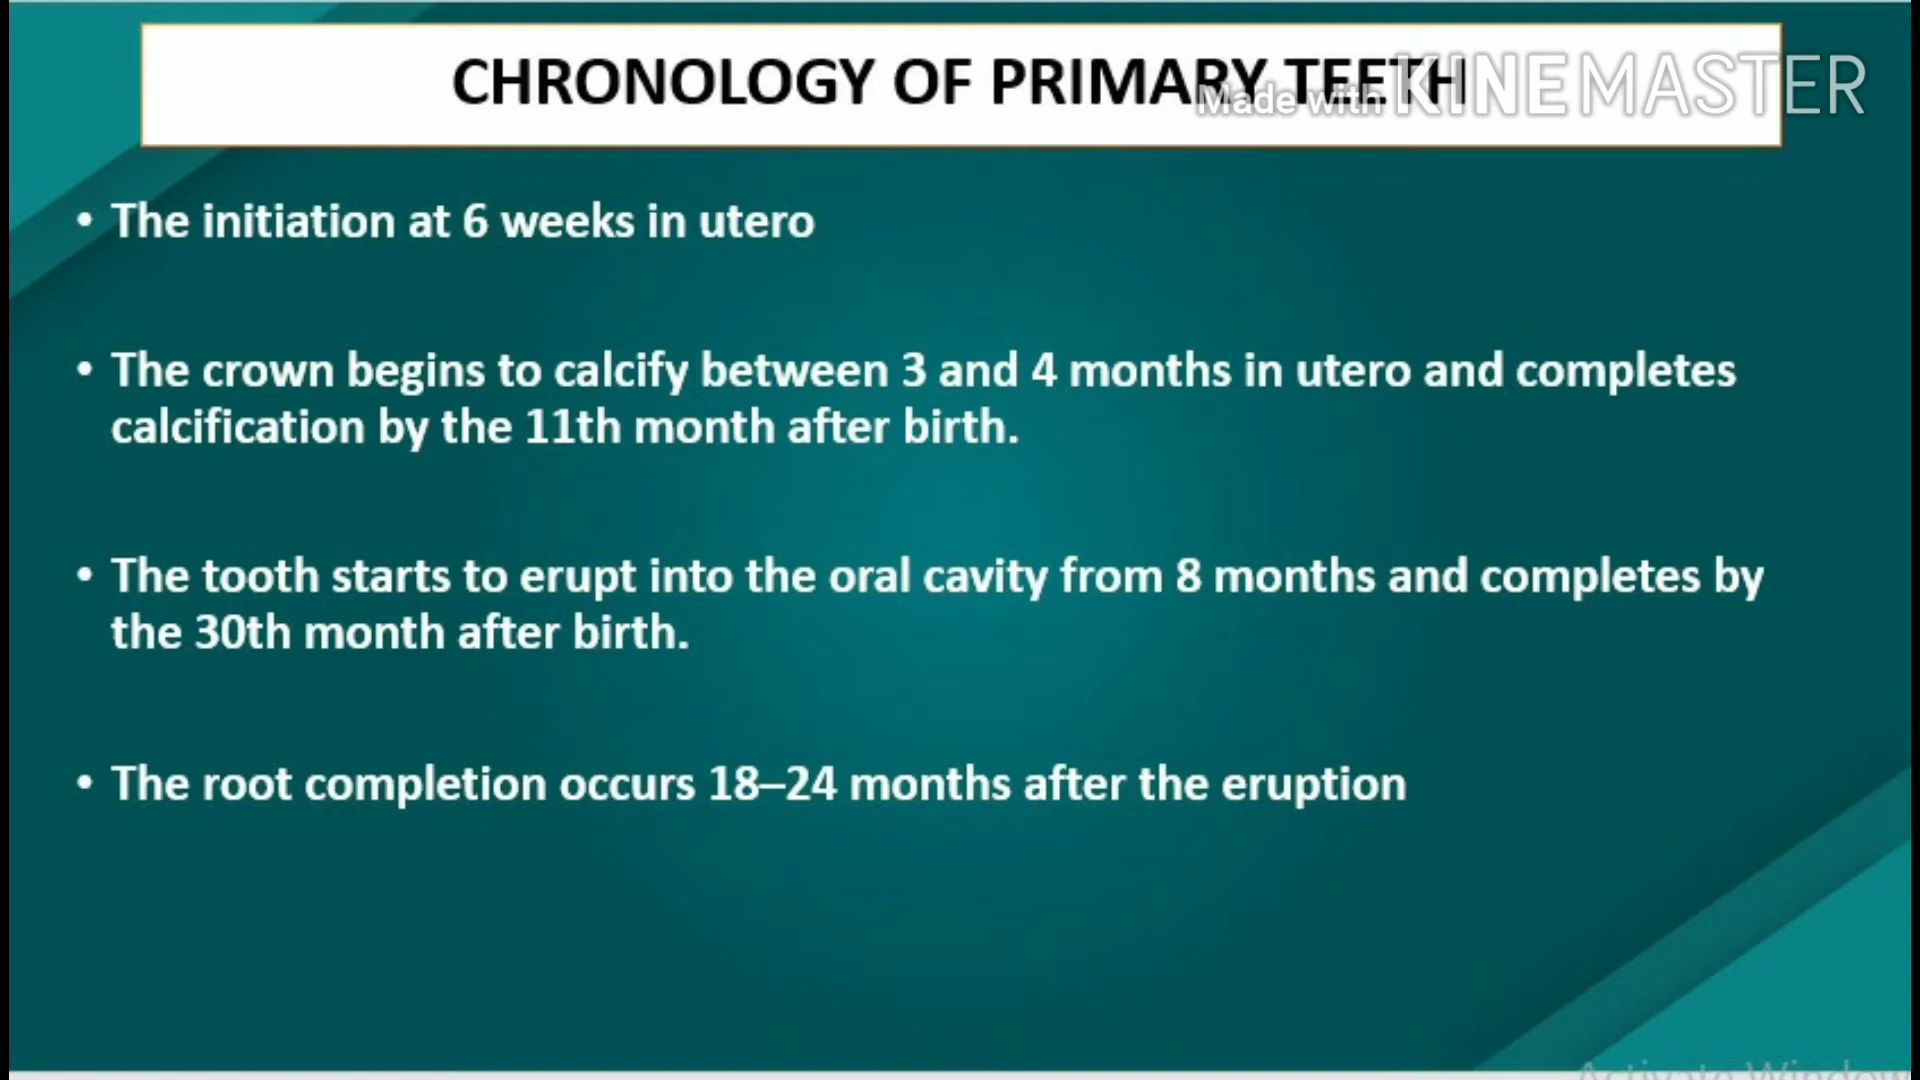 CHRONOLOGY OF PRIMARY TEETH
Made with KINEMASTER
• The initiation at 6 weeks in utero
• The crown begins to calcify between 3 and 4 months in utero and completes
calcification by the 11th month after birth.
• The tooth starts to erupt into the oral cavity from 8 months and completes by
the 30th month after birth.
• The root completion occurs 18–24 months after the eruption